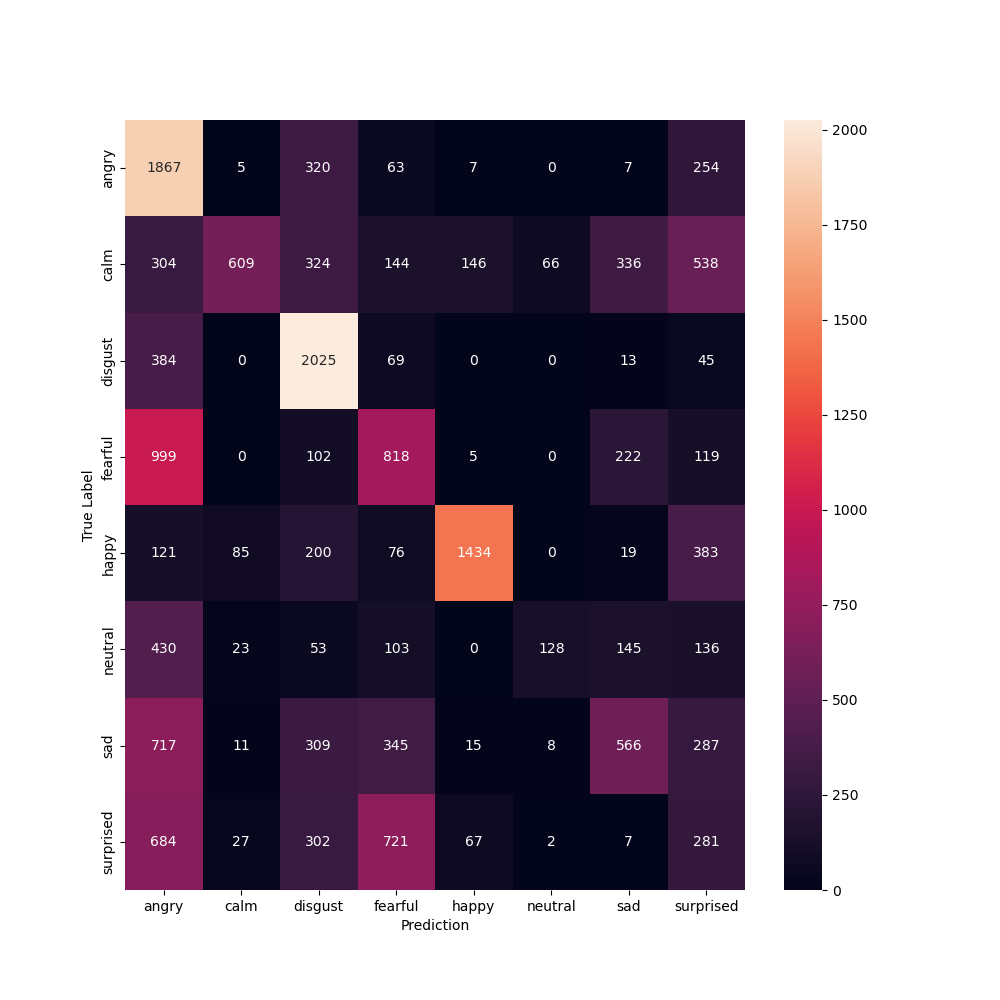 angry 1867 5 320 63 7 0 7 254
calm 304 609 324 144 146 66 336 538
disgust 384 0 2025 69 0 0 13 45
fearful 999 0 102 818 5 0 222 119
happy 121 85 200 76 1434 0 19 383
neutral 430 23 53 103 0 128 145 136
sad 717 11 309 345 15 8 566 287
surprised 684 27 302 721 67 2 7 281
True Label
angry calm disgust fearful happy neutral sad surprised
Prediction
2000
1750
1500
1250
1000
750
500
250
0